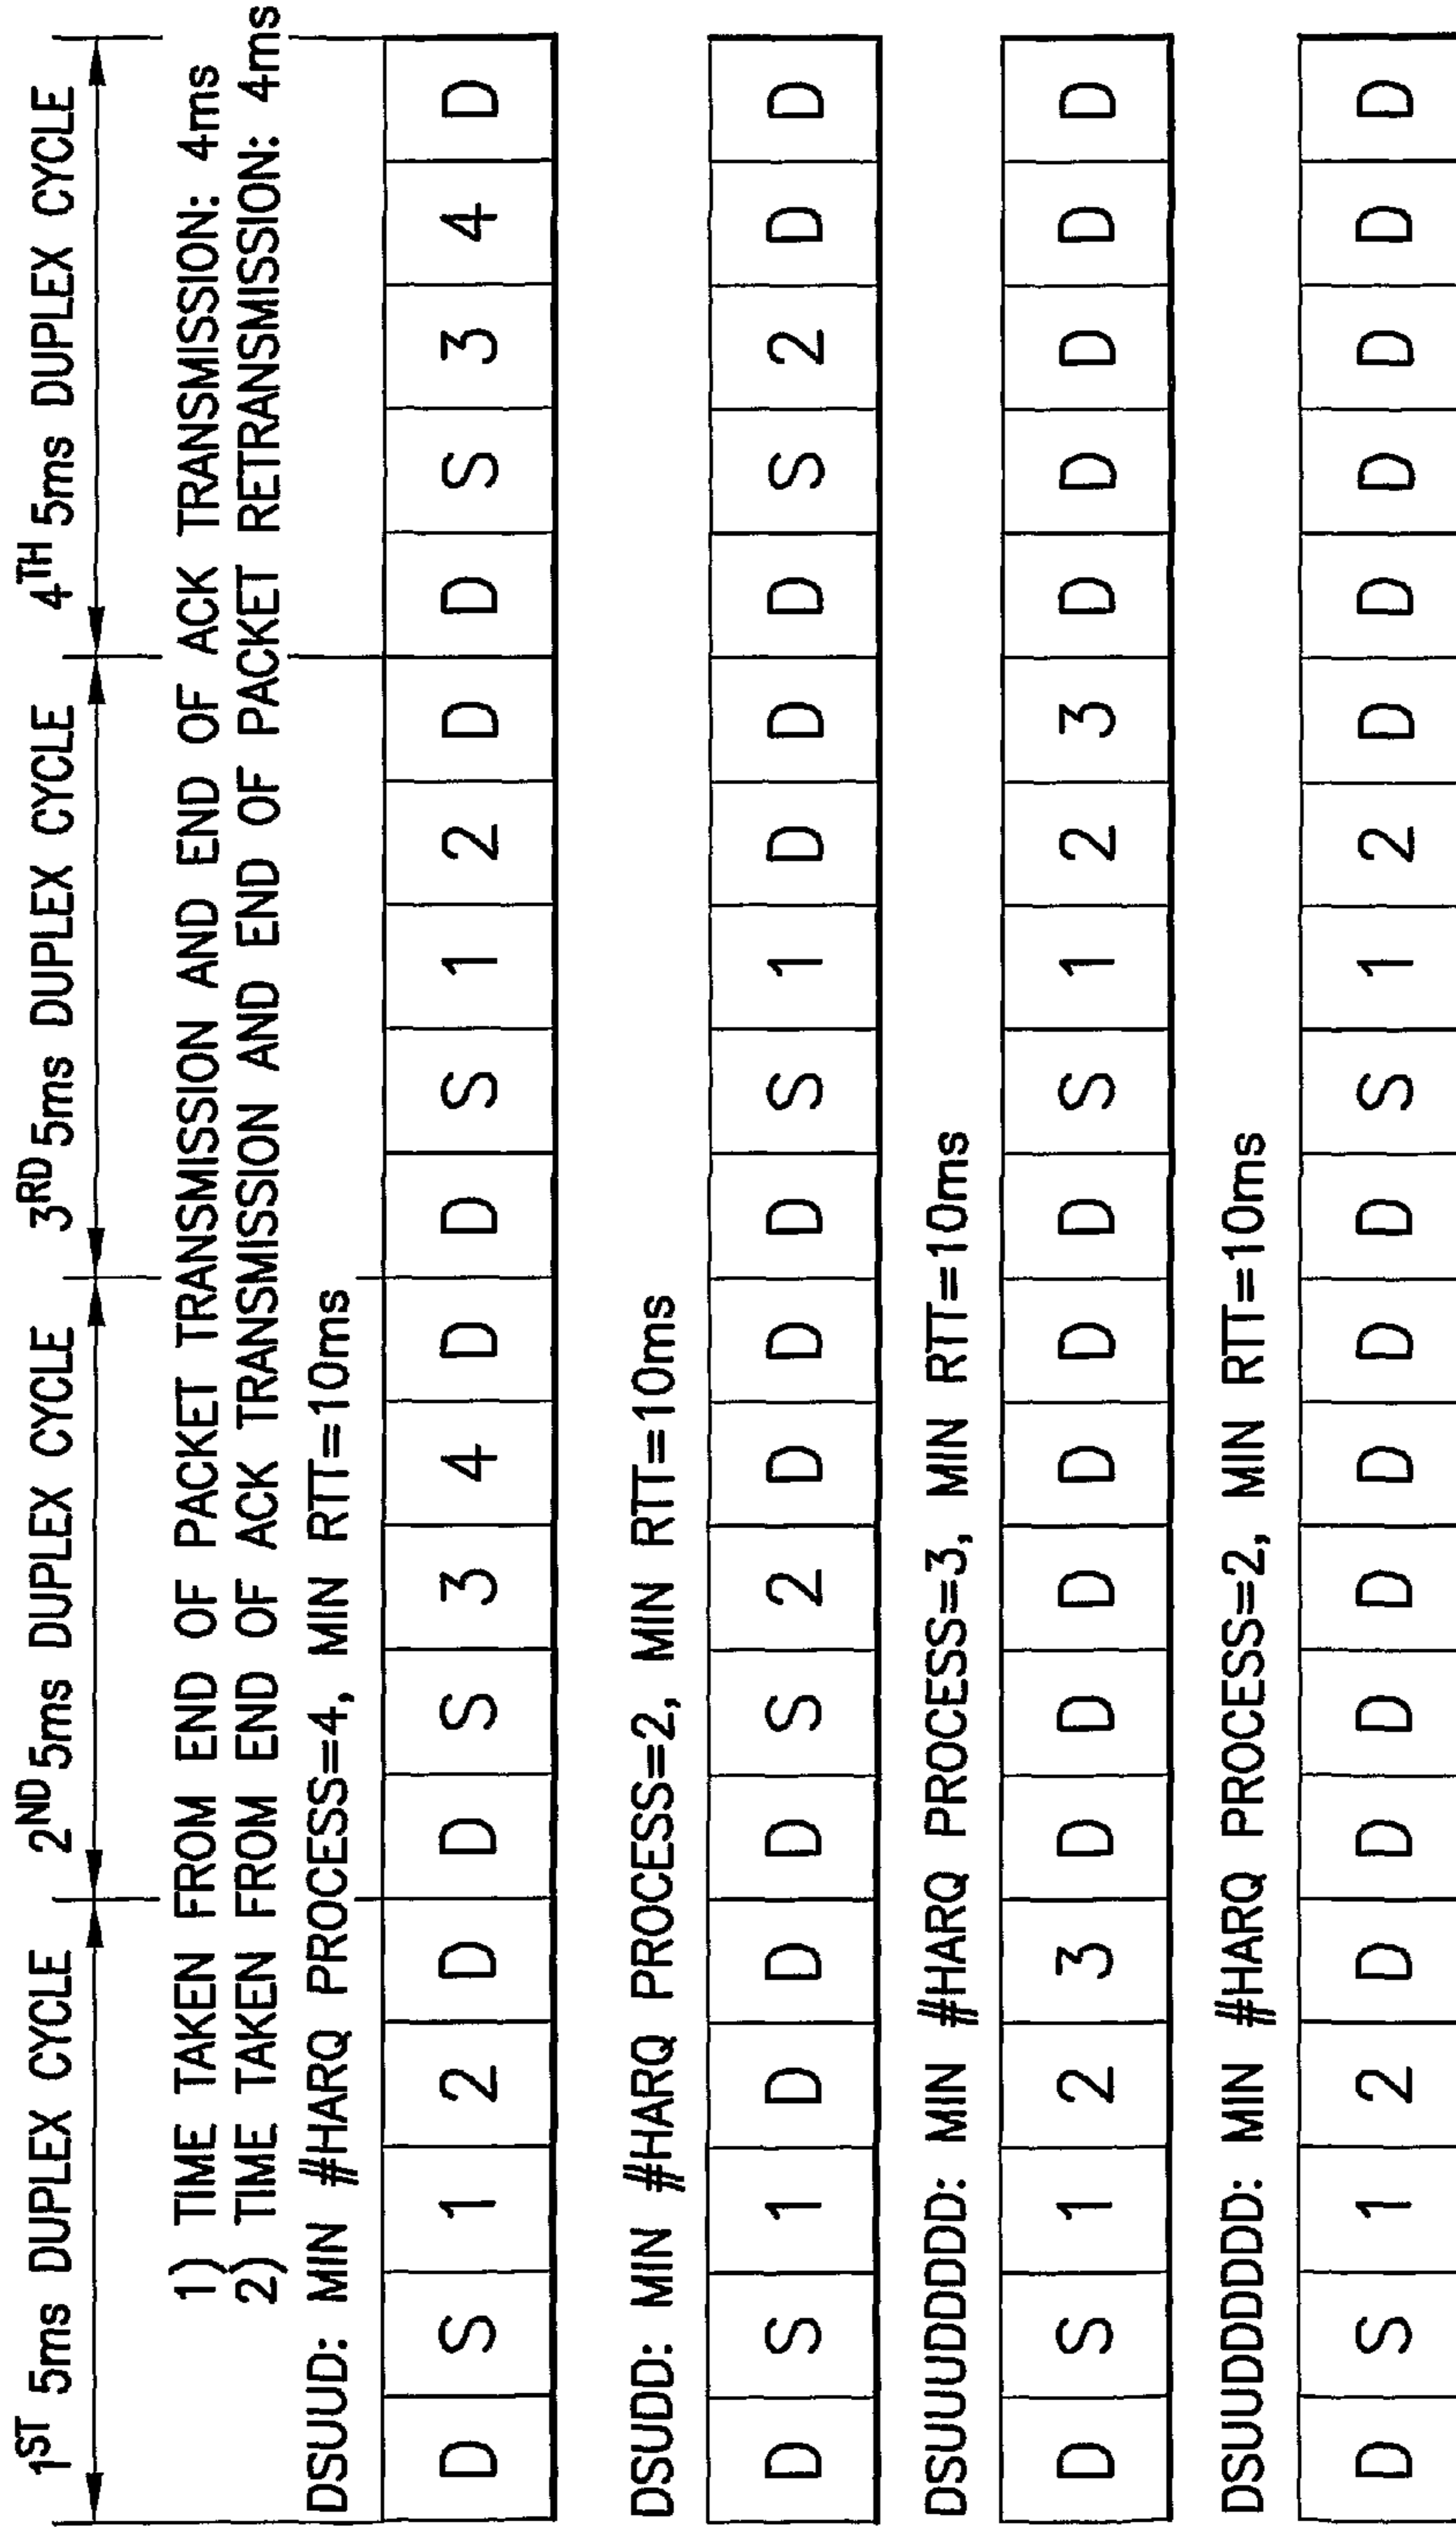 1ST 5ms DUPLEX CYCLE 2ND 5ms DUPLEX CYCLE 3RD 5ms DUPLEX CYCLE 4TH 5ms DUPLEX CYCLE
1) TIME TAKEN FROM END OF PACKET TRANSMISSION AND END OF ACK TRANSMISSION: 4ms
2) TIME TAKEN FROM END OF ACK TRANSMISSION AND END OF PACKET RETRANSMISSION: 4ms
DSUUD: MIN #HARQ PROCESS=4, MIN RTT=10ms
D S 1 2 D D S 3 4 D D S 1 2 D D S 3 4 D
DSUDD: MIN #HARQ PROCESS=2, MIN RTT=10ms
D S 1 D D D S 2 D D D S 1 D D D S 2 D D
DSUUUDDDDD: MIN #HARQ PROCESS=3, MIN RTT=10ms
D S 1 2 3 D D D D D D S 1 2 3 D D D D D
DSUUDDDDDD: MIN #HARQ PROCESS=2, MIN RTT=10ms
D S 1 2 D D D D D D D S 1 2 D D D D D D